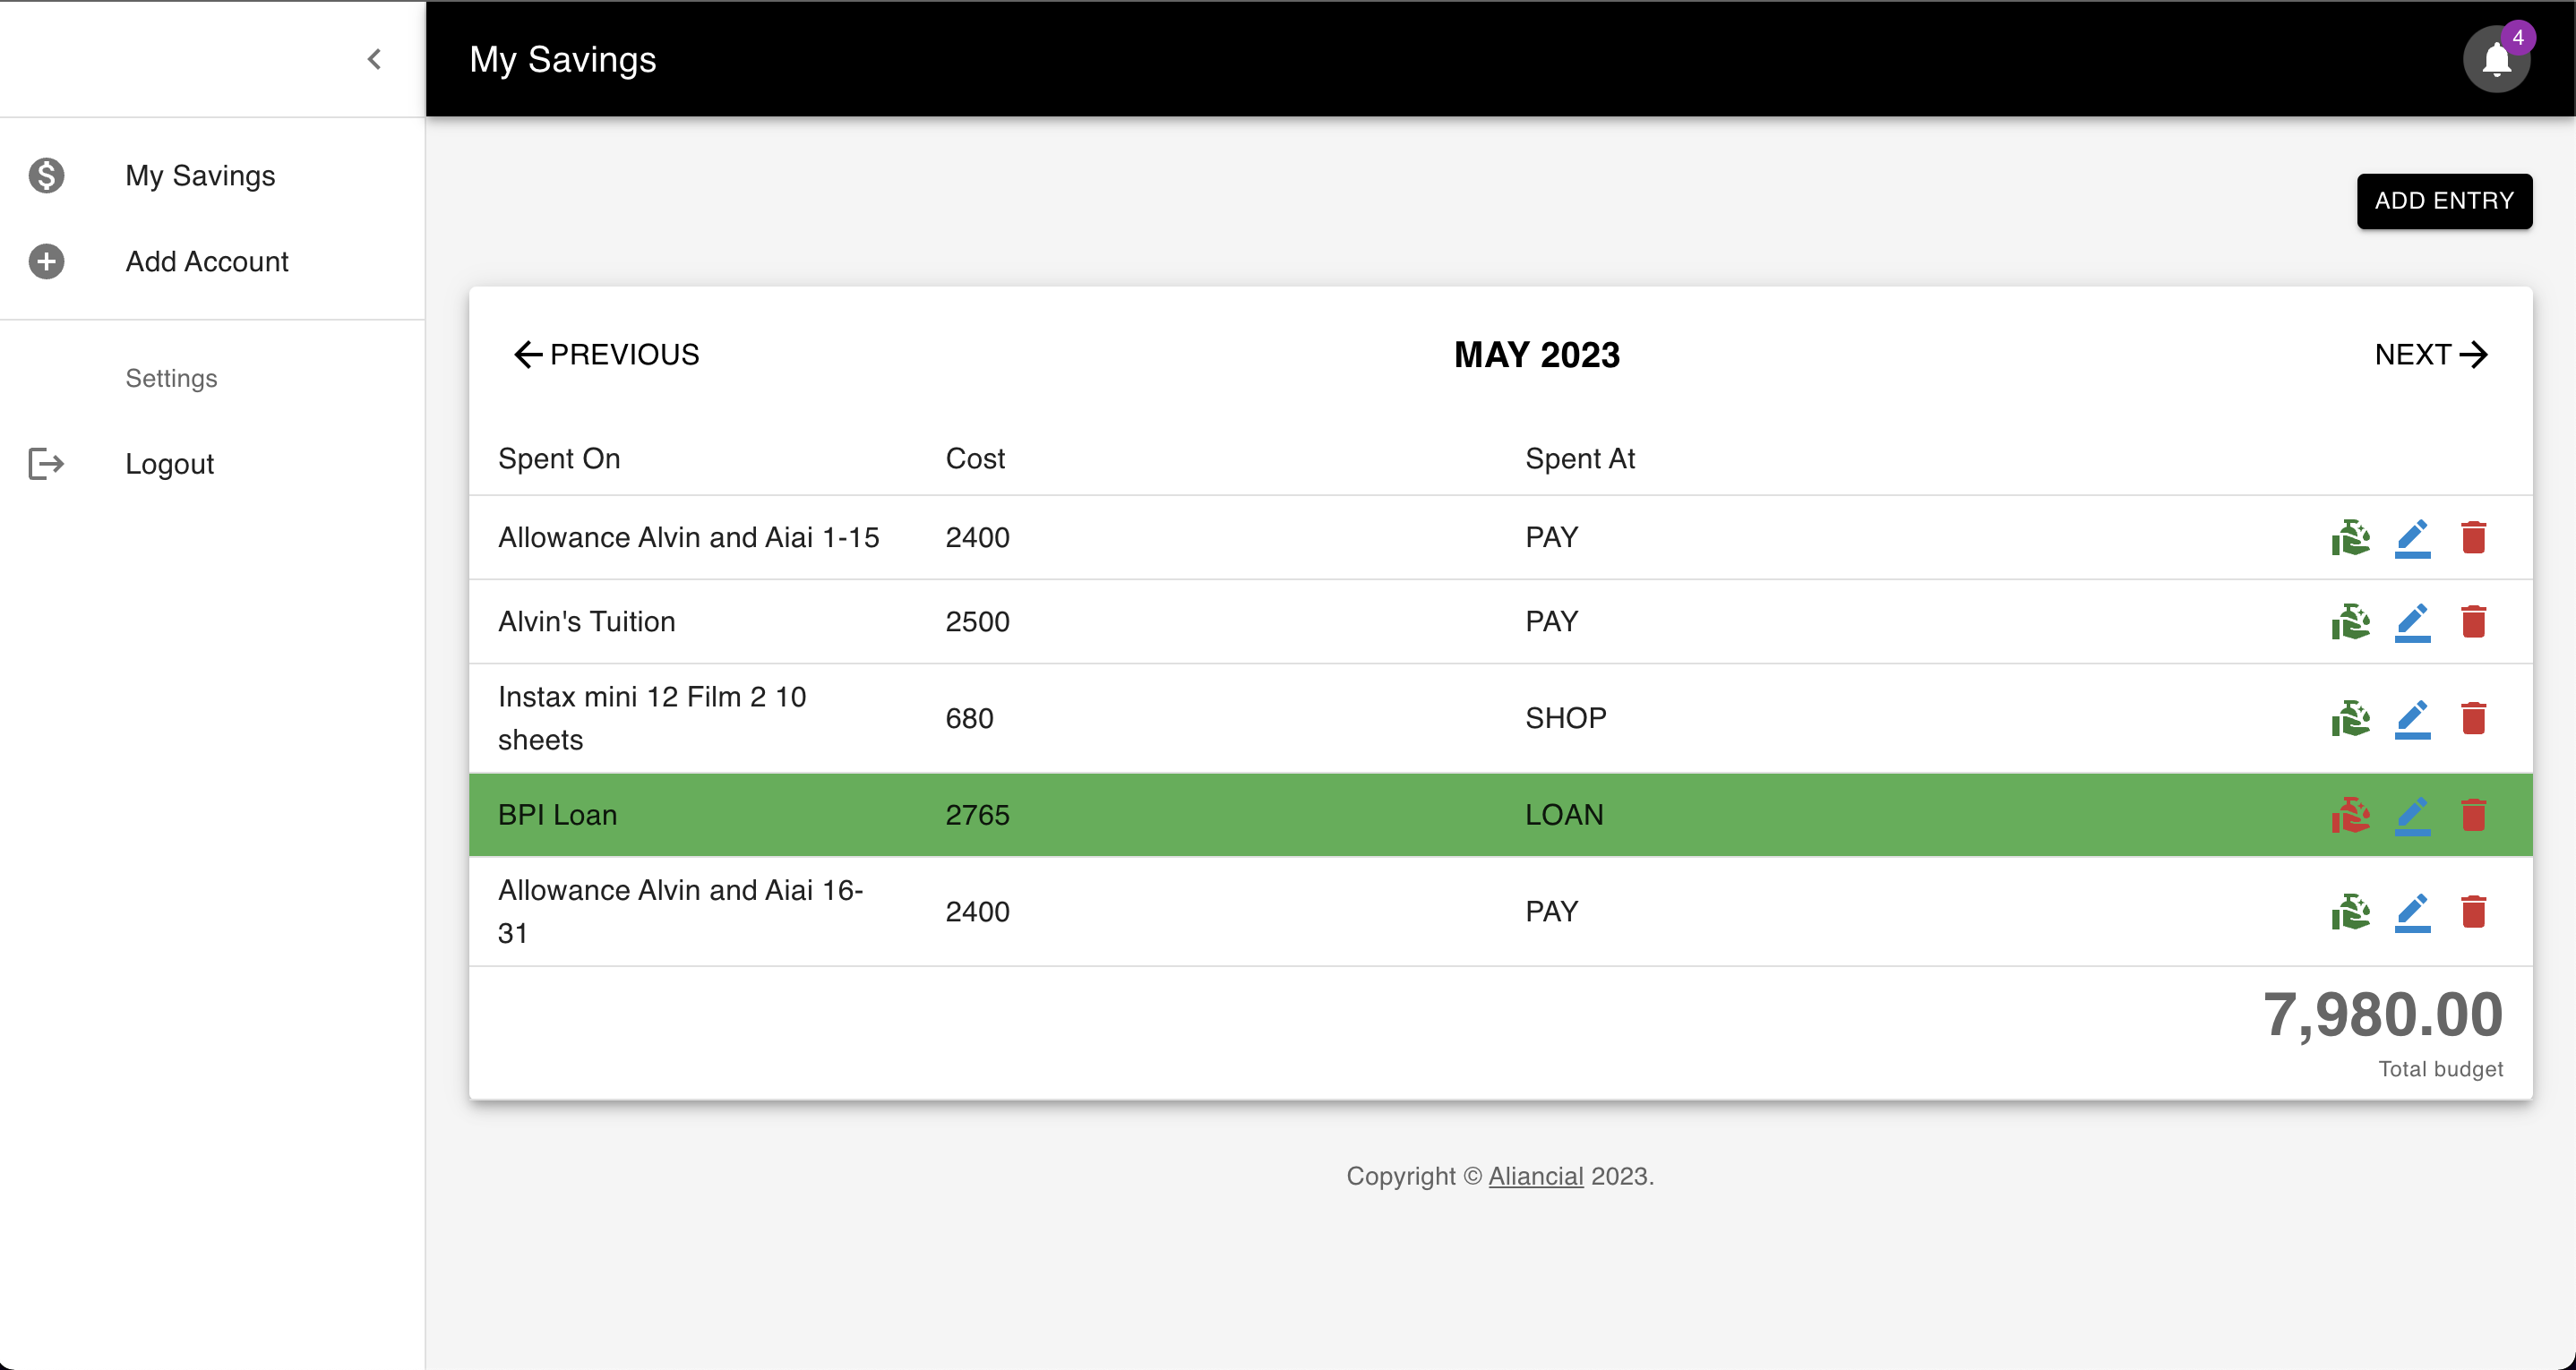 My Savings
4
My Savings
Add Account
Settings
Logout
ADD ENTRY
PREVIOUS MAY 2023 NEXT
Spent On Cost Spent At
Allowance Alvin and Aiai 1-15 2400 PAY
Alvin's Tuition 2500 PAY
Instax mini 12 Film 2 10
sheets
680 SHOP
BPI Loan 2765 LOAN
Allowance Alvin and Aiai 16-
31
2400 PAY
7,980.00
Total budget
Copyright © Aliancial 2023.